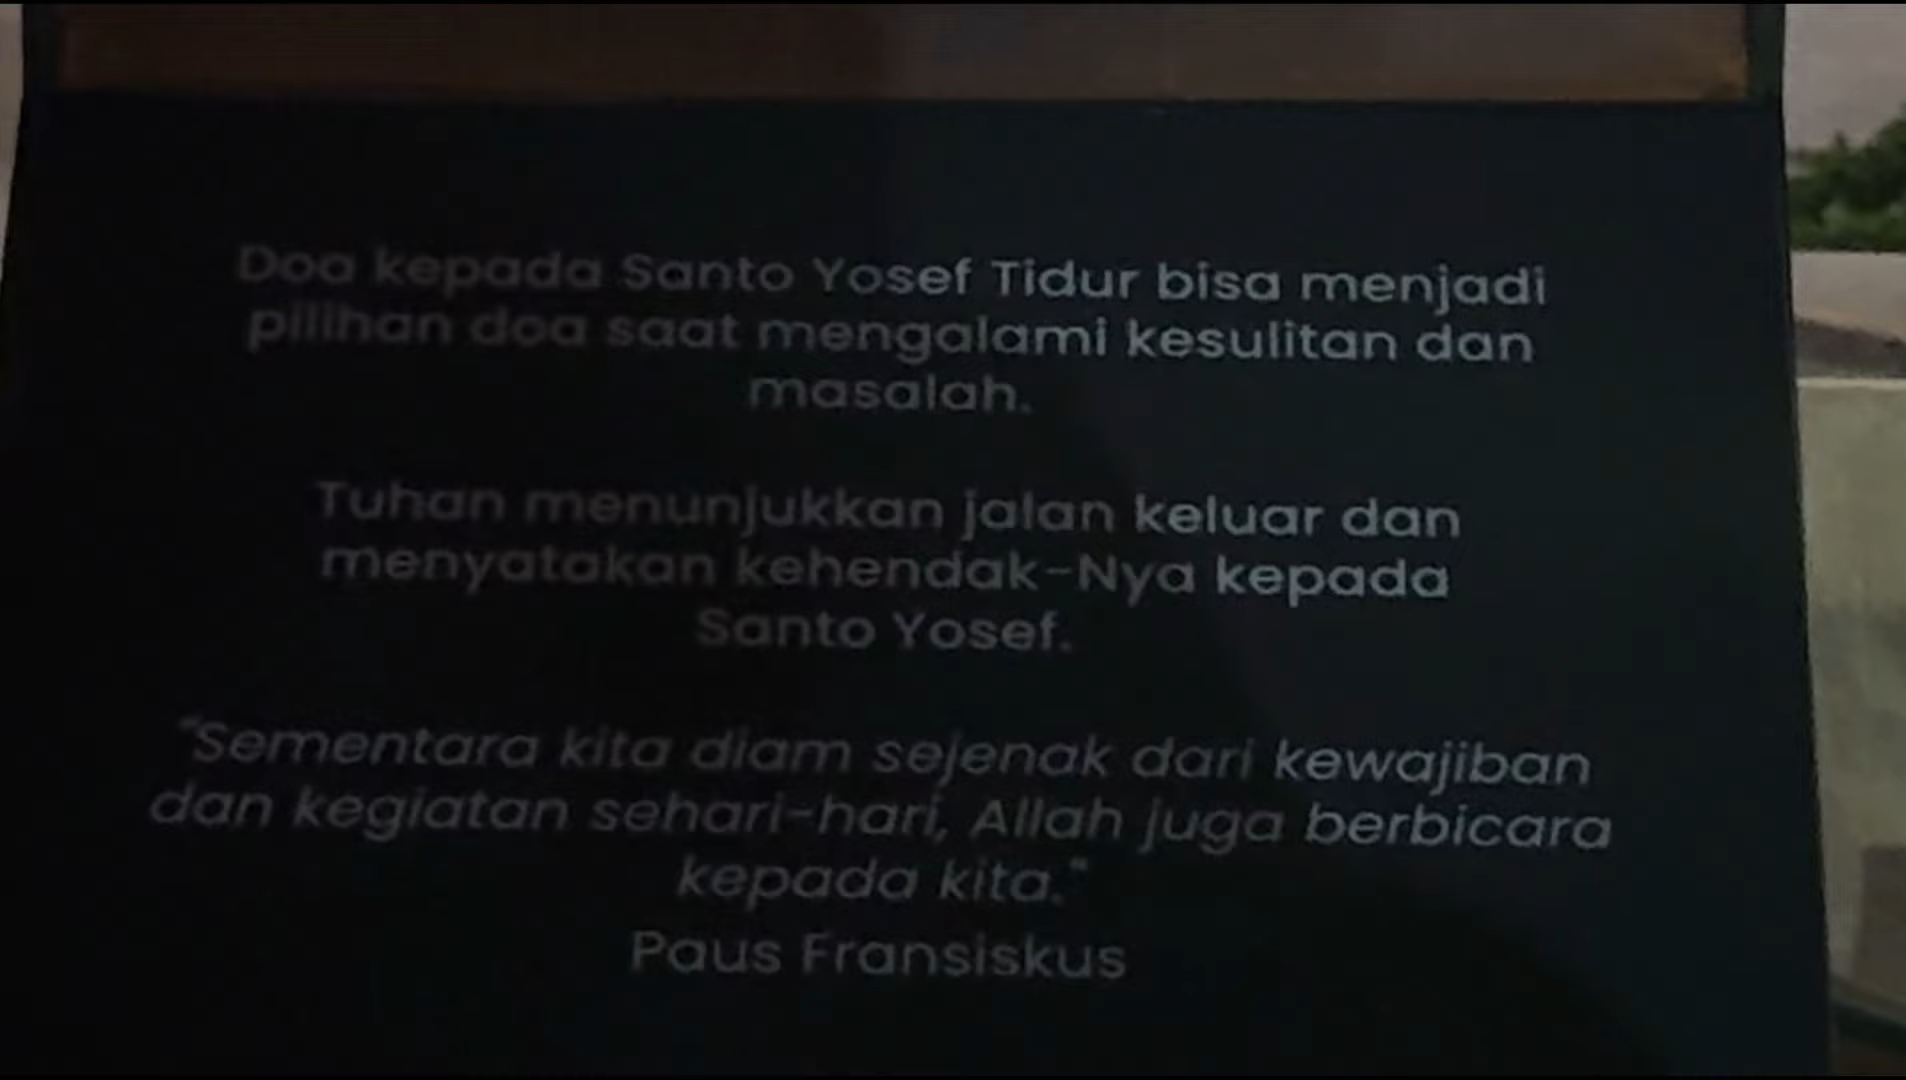 Doa kepada Santo Yosef Tidur bisa menjadi
pilihan doa saat mengalami kesulitan dan
masalah.
Tuhan menunjukkan jalan keluar dan
menyatakan kehendak-Nya kepada
Santo Yosef.
"Sementara kita diam sejenak dari kewajiban
dan kegiatan sehari-hari, Allah juga berbicara
kepada kita."
Paus Fransiskus